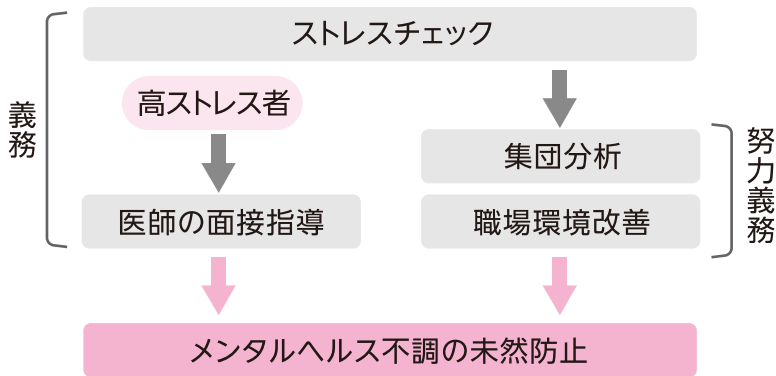 ストレスチェック
義務
高ストレス者
医師の面接指導
集団分析
職場環境改善
努力義務
メンタルヘルス不調の未然防止